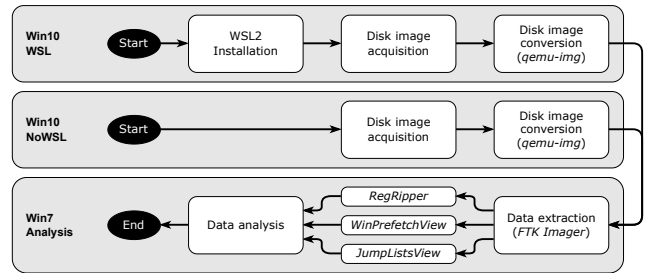 Win10
WSL
Start
WSL2
Installation
Disk image
acquisition
Disk image
conversion
(qemu-img)
Win10
NoWSL
Start
Disk image
acquisition
Disk image
conversion
(qemu-img)
Win7
Analysis
End
Data analysis
RegRipper
WinPrefetchView
JumpListsView
Data extraction
(FTK Imager)